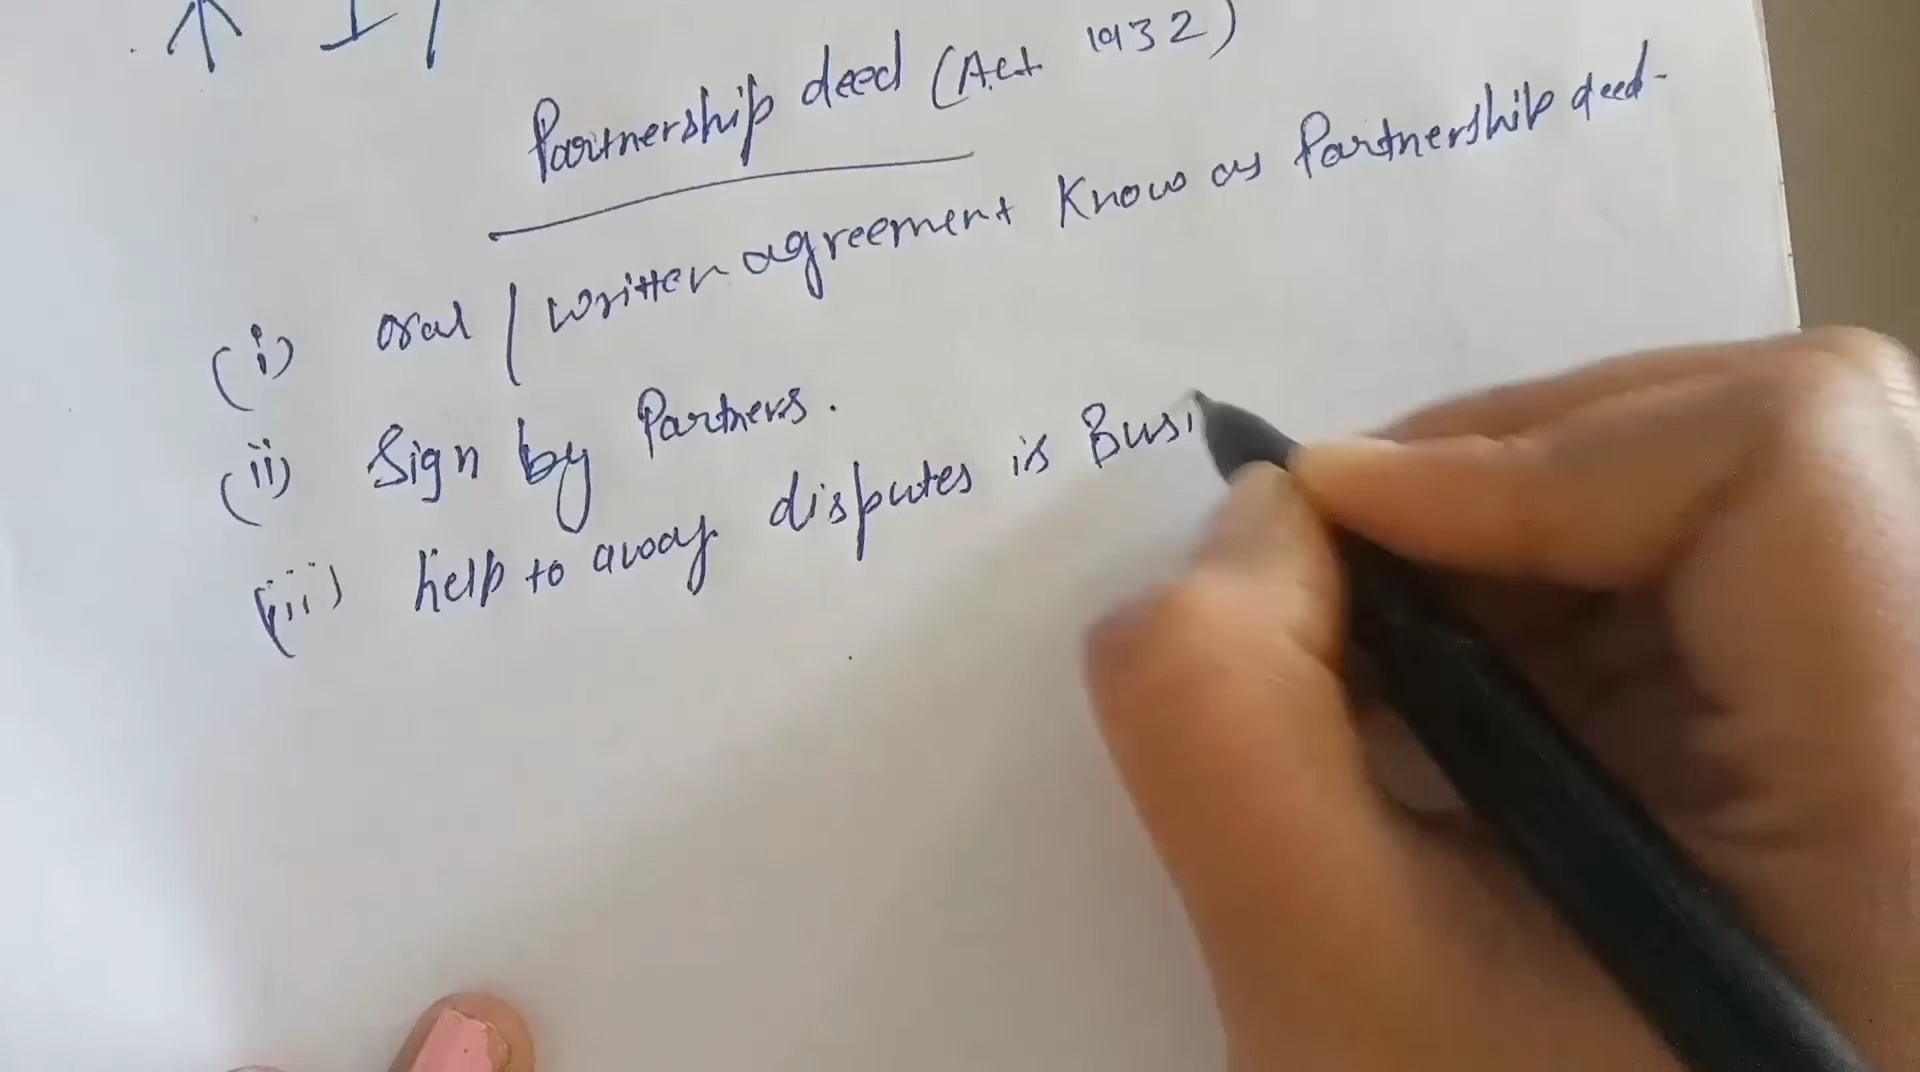 Partnership deed (Act 1932)
(i) oral / written agreement Know as Partnership deed-
(ii) Sign by Partners.
(iii) help to away disputes is Busi